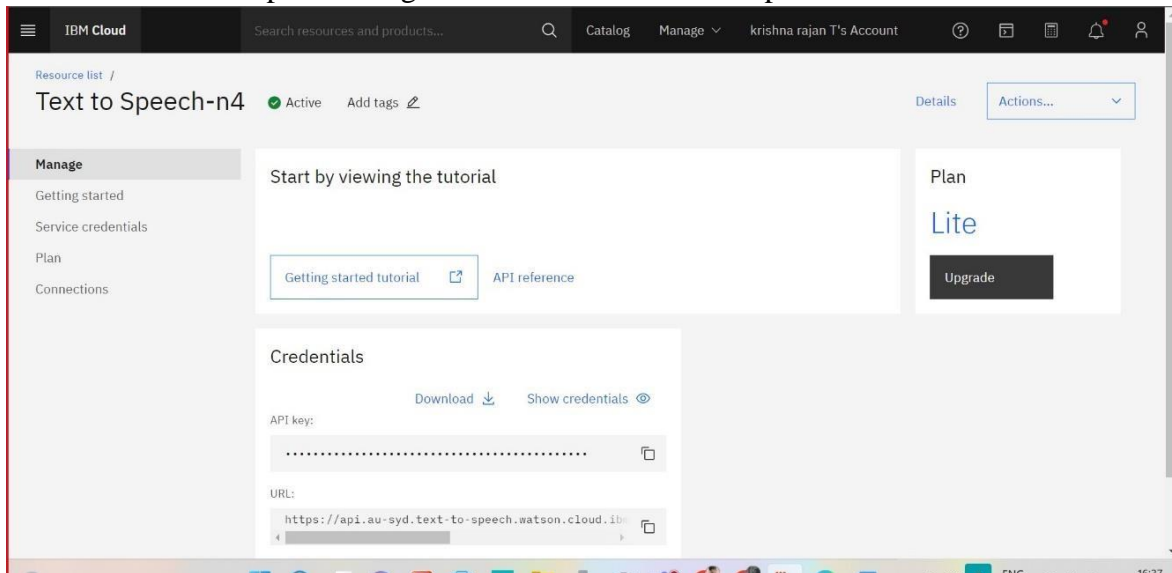 IBM Cloud
Search resources and products...
Catalog
Manage
krishna rajan T's Account
Resource list /
Text to Speech-n4
Active
Add tags
Details
Actions...
Manage
Getting started
Service credentials
Plan
Connections
Start by viewing the tutorial
Getting started tutorial
API reference
Plan
Lite
Upgrade
Credentials
Download
Show credentials
API key:
..........................................
URL:
https://api.au-syd.text-to-speech.watson.cloud.ib